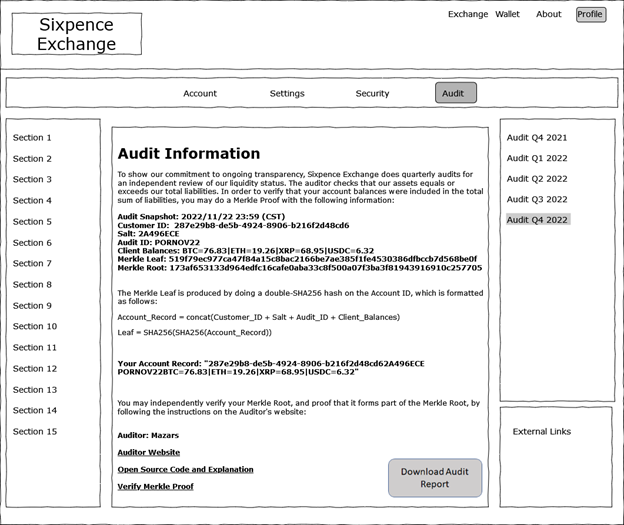 Sixpence
Exchange
Exchange Wallet About Profile
Account Settings Security Audit
Section 1
Section 2
Section 3
Section 4
Section 5
Section 6
Section 7
Section 8
Section 9
Section 10
Section 11
Section 12
Section 13
Section 14
Section 15
Audit Information
To show our commitment to ongoing transparency, Sixpence Exchange does quarterly audits for
an independent review of our liquidity status. The auditor checks that our assets equals or
exceeds our total liabilities. In order to verify that your account balances were included in the total
sum of liabilities, you may do a Merkle Proof with the following information:
Audit Snapshot: 2022/11/22 23:59 (CST)
Customer ID: 287e29b8-de5b-4924-8906-b216f2d48cd6
Salt: 2A496ECE
Audit ID: PORNOV22
Client Balances: BTC=76.83|ETH=19.26|XRP=68.95|USDC=6.32
Merkle Leaf: 519f79ec977ca47f84a15c8bac2166be7ae385f1fe4530386dfbccb7d568be0f
Merkle Root: 173af653133d964edfc16cafe0aba33c8f500a07f3ba3f81943916910c257705
The Merkle Leaf is produced by doing a double-SHA256 hash on the Account ID, which is formatted
as follows:
Account_Record = concat(Customer_ID + Salt + Audit_ID + Client_Balances)
Leaf = SHA256(SHA256(Account_Record))
Your Account Record: "287e29b8-de5b-4924-8906-b216f2d48cd62A496ECE
PORNOV22BTC=76.83|ETH=19.26|XRP=68.95|USDC=6.32"
You may independently verify your Merkle Root, and proof that it forms part of the Merkle Root, by
following the instructions on the Auditor's website:
Auditor: Mazars
Auditor Website
Open Source Code and Explanation
Verify Merkle Proof
Download Audit
Report
Audit Q4 2021
Audit Q1 2022
Audit Q2 2022
Audit Q3 2022
Audit Q4 2022
External Links